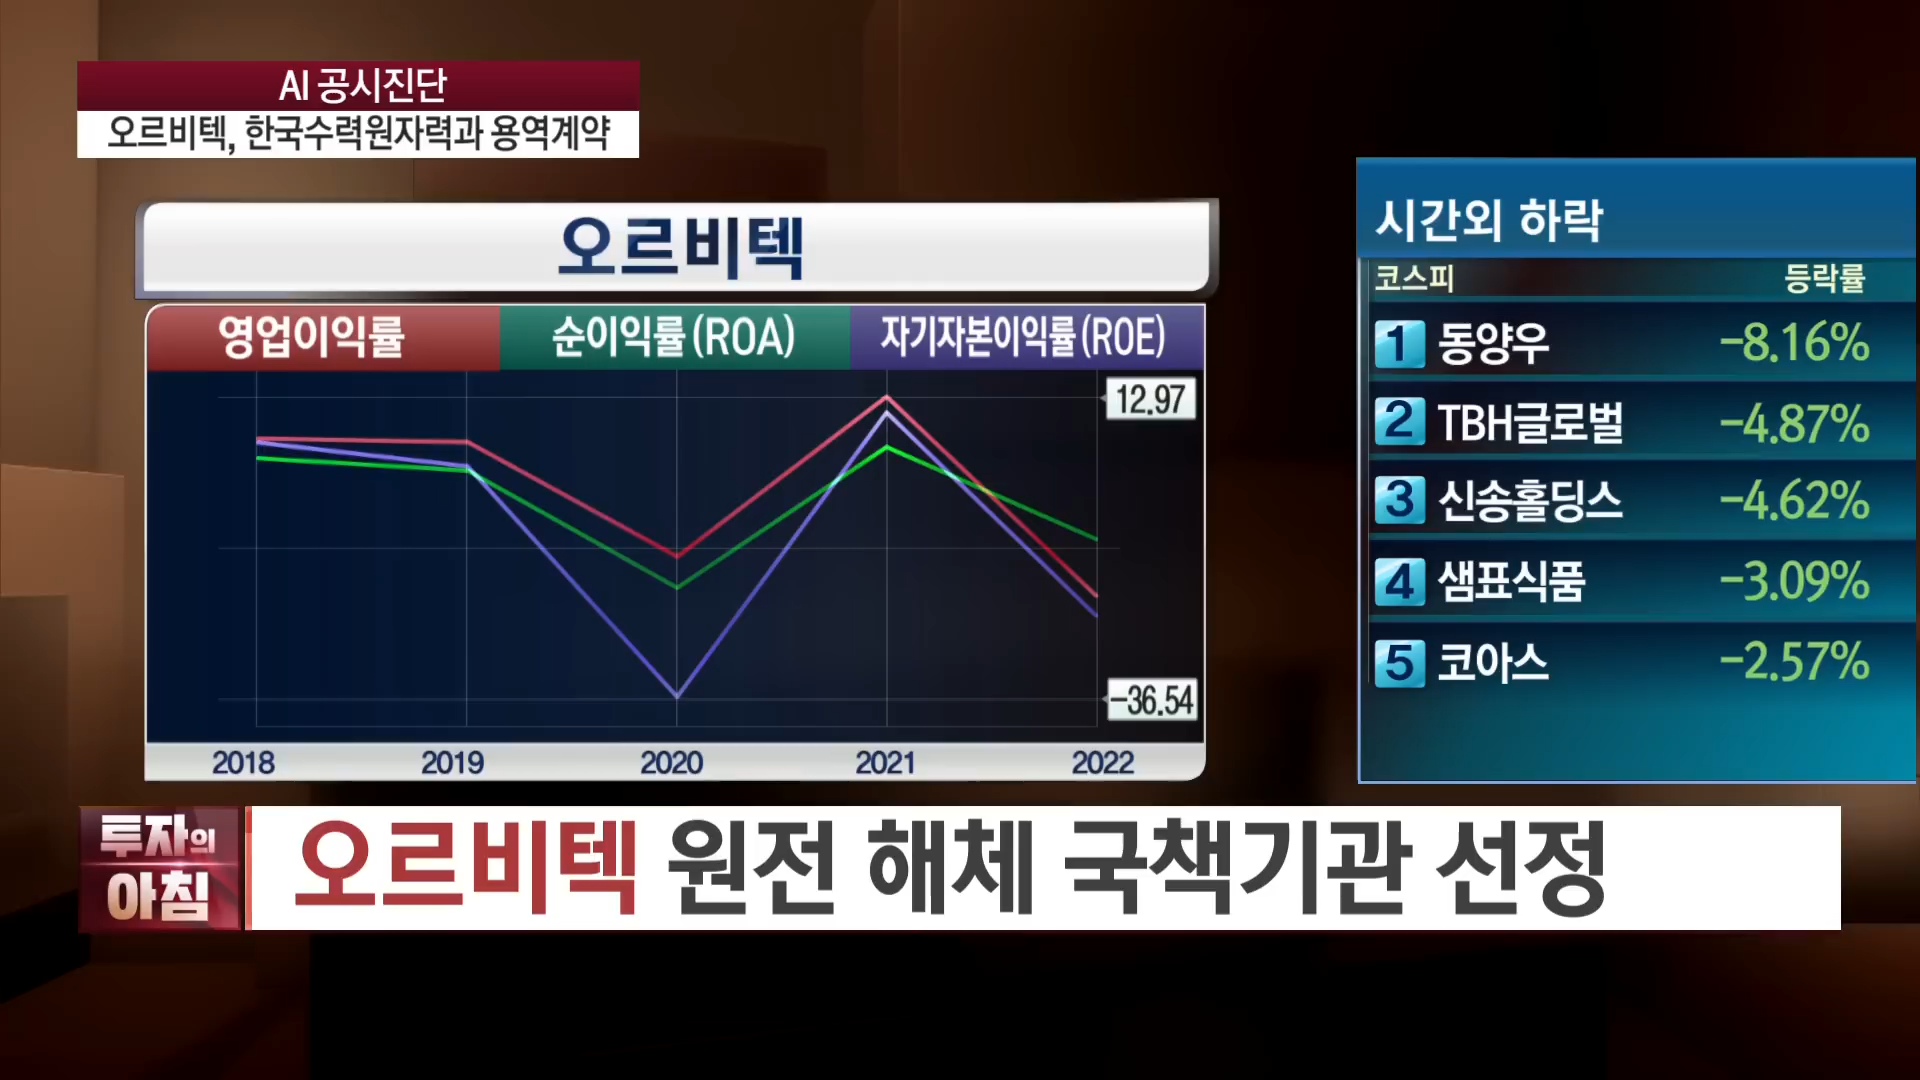 AI 공시진단
오르비텍, 한국수력원자력과 용역계약
오르비텍
영업이익률 순이익률(ROA) 자기자본이익률(ROE)
12.97
-36.54
2018 2019 2020 2021 2022
시간외 하락
코스피 등락률
1 동양우 -8.16%
2 TBH글로벌 -4.87%
3 신송홀딩스 -4.62%
4 샘표식품 -3.09%
5 코아스 -2.57%
투자의
아침
오르비텍 원전 해체 국책기관 선정